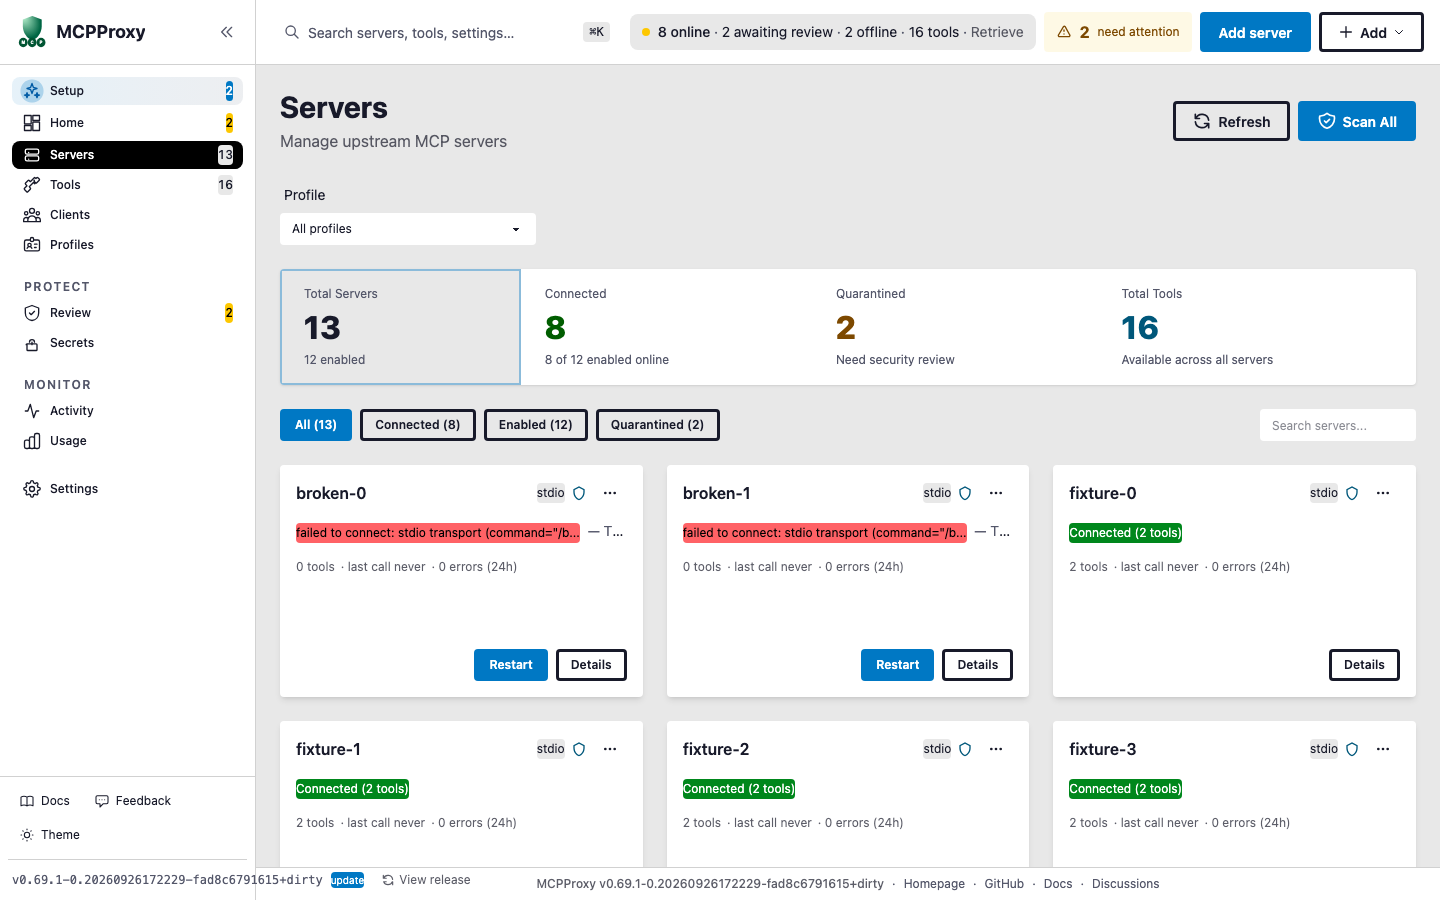 MCPProxy
Search servers, tools, settings...
⌘K
8 online · 2 awaiting review · 2 offline · 16 tools · Retrieve
2 need attention
Add server
Add
Setup 2
Home 2
Servers 13
Tools 16
Clients
Profiles
PROTECT
Review 2
Secrets
MONITOR
Activity
Usage
Settings
Docs
Feedback
Theme
v0.69.1-0.20260926172229-fad8c6791615+dirty update View release
Servers
Manage upstream MCP servers
Refresh
Scan All
Profile
All profiles
Total Servers
13
12 enabled
Connected
8
8 of 12 enabled online
Quarantined
2
Need security review
Total Tools
16
Available across all servers
All (13)
Connected (8)
Enabled (12)
Quarantined (2)
Search servers...
broken-0
stdio
failed to connect: stdio transport (command="/b... — T...
0 tools · last call never · 0 errors (24h)
Restart
Details
broken-1
stdio
failed to connect: stdio transport (command="/b... — T...
0 tools · last call never · 0 errors (24h)
Restart
Details
fixture-0
stdio
Connected (2 tools)
2 tools · last call never · 0 errors (24h)
Details
fixture-1
stdio
Connected (2 tools)
2 tools · last call never · 0 errors (24h)
fixture-2
stdio
Connected (2 tools)
2 tools · last call never · 0 errors (24h)
fixture-3
stdio
Connected (2 tools)
2 tools · last call never · 0 errors (24h)
MCPProxy v0.69.1-0.20260926172229-fad8c6791615+dirty · Homepage · GitHub · Docs · Discussions